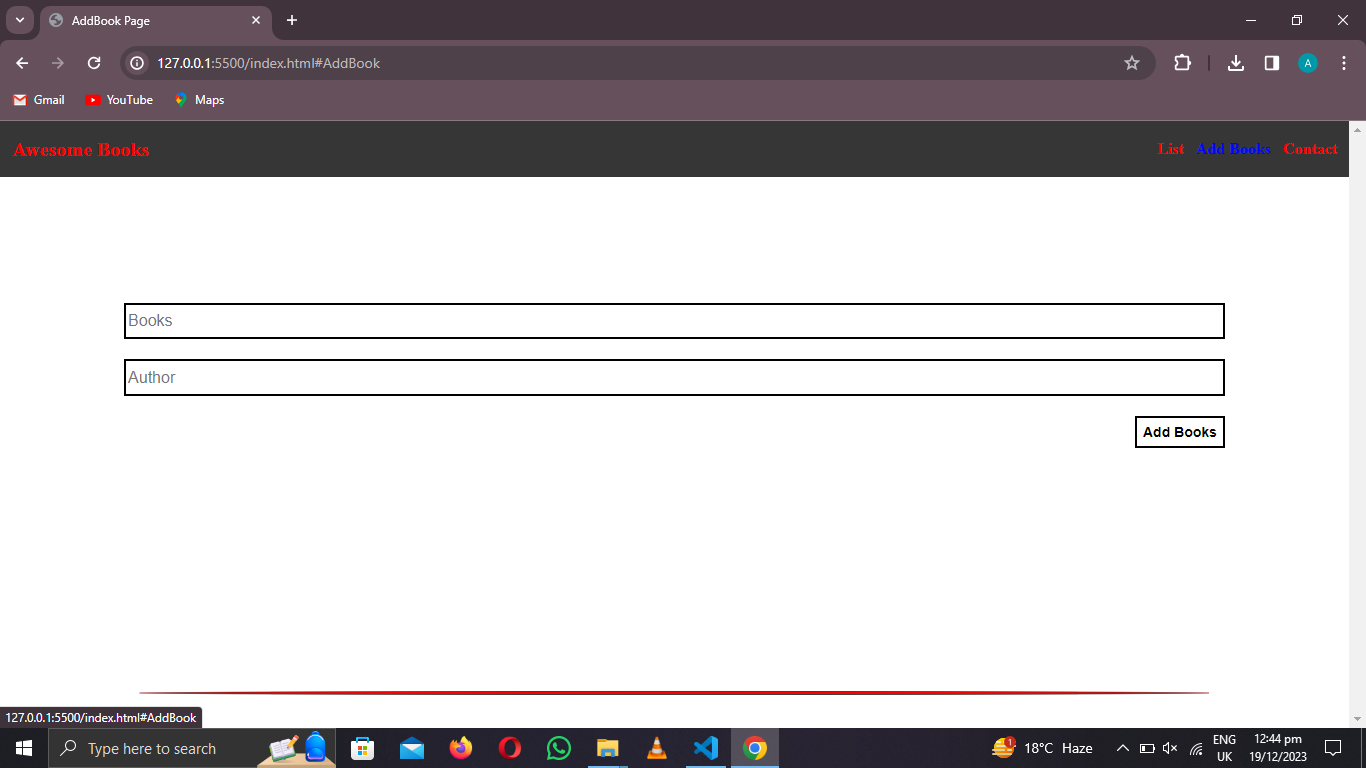 AddBook Page
127.0.0.1:5500/index.html#AddBook
A
Gmail YouTube Maps
Awesome Books List Add Books Contact
Books
Author
Add Books
127.0.0.1:5500/index.html#AddBook
Type here to search
1
18°C Haze
ENG
UK
12:44 pm
19/12/2023